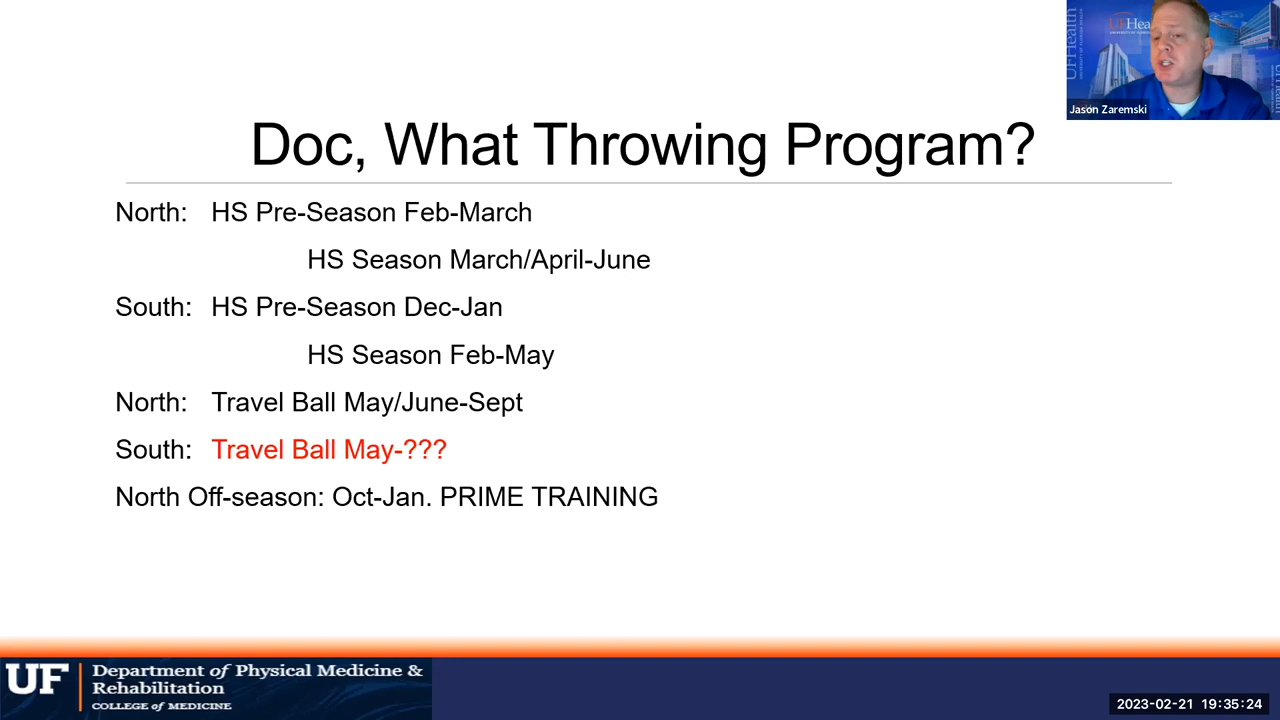 UFHea
UFHealth
Jason Zaremski
Doc, What Throwing Program?
North: HS Pre-Season Feb-March
HS Season March/April-June
South: HS Pre-Season Dec-Jan
HS Season Feb-May
North: Travel Ball May/June-Sept
South: Travel Ball May-???
North Off-season: Oct-Jan. PRIME TRAINING
UF
Department of Physical Medicine &
Rehabilitation
COLLEGE of MEDICINE
2023-02-21 19:35:24